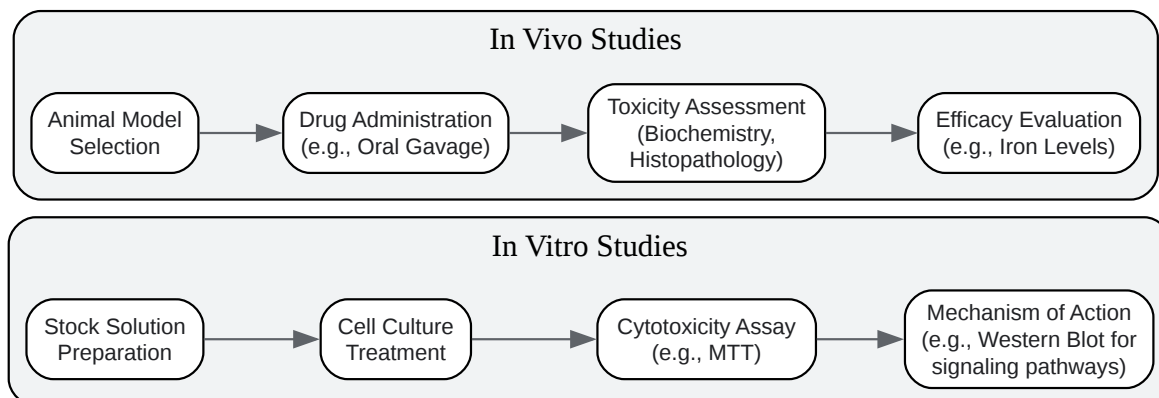 In Vivo Studies
Animal Model
Selection
Drug Administration
(e.g., Oral Gavage)
Toxicity Assessment
(Biochemistry,
Histopathology)
Efficacy Evaluation
(e.g., Iron Levels)
In Vitro Studies
Stock Solution
Preparation
Cell Culture
Treatment
Cytotoxicity Assay
(e.g., MTT)
Mechanism of Action
(e.g., Western Blot for
signaling pathways)